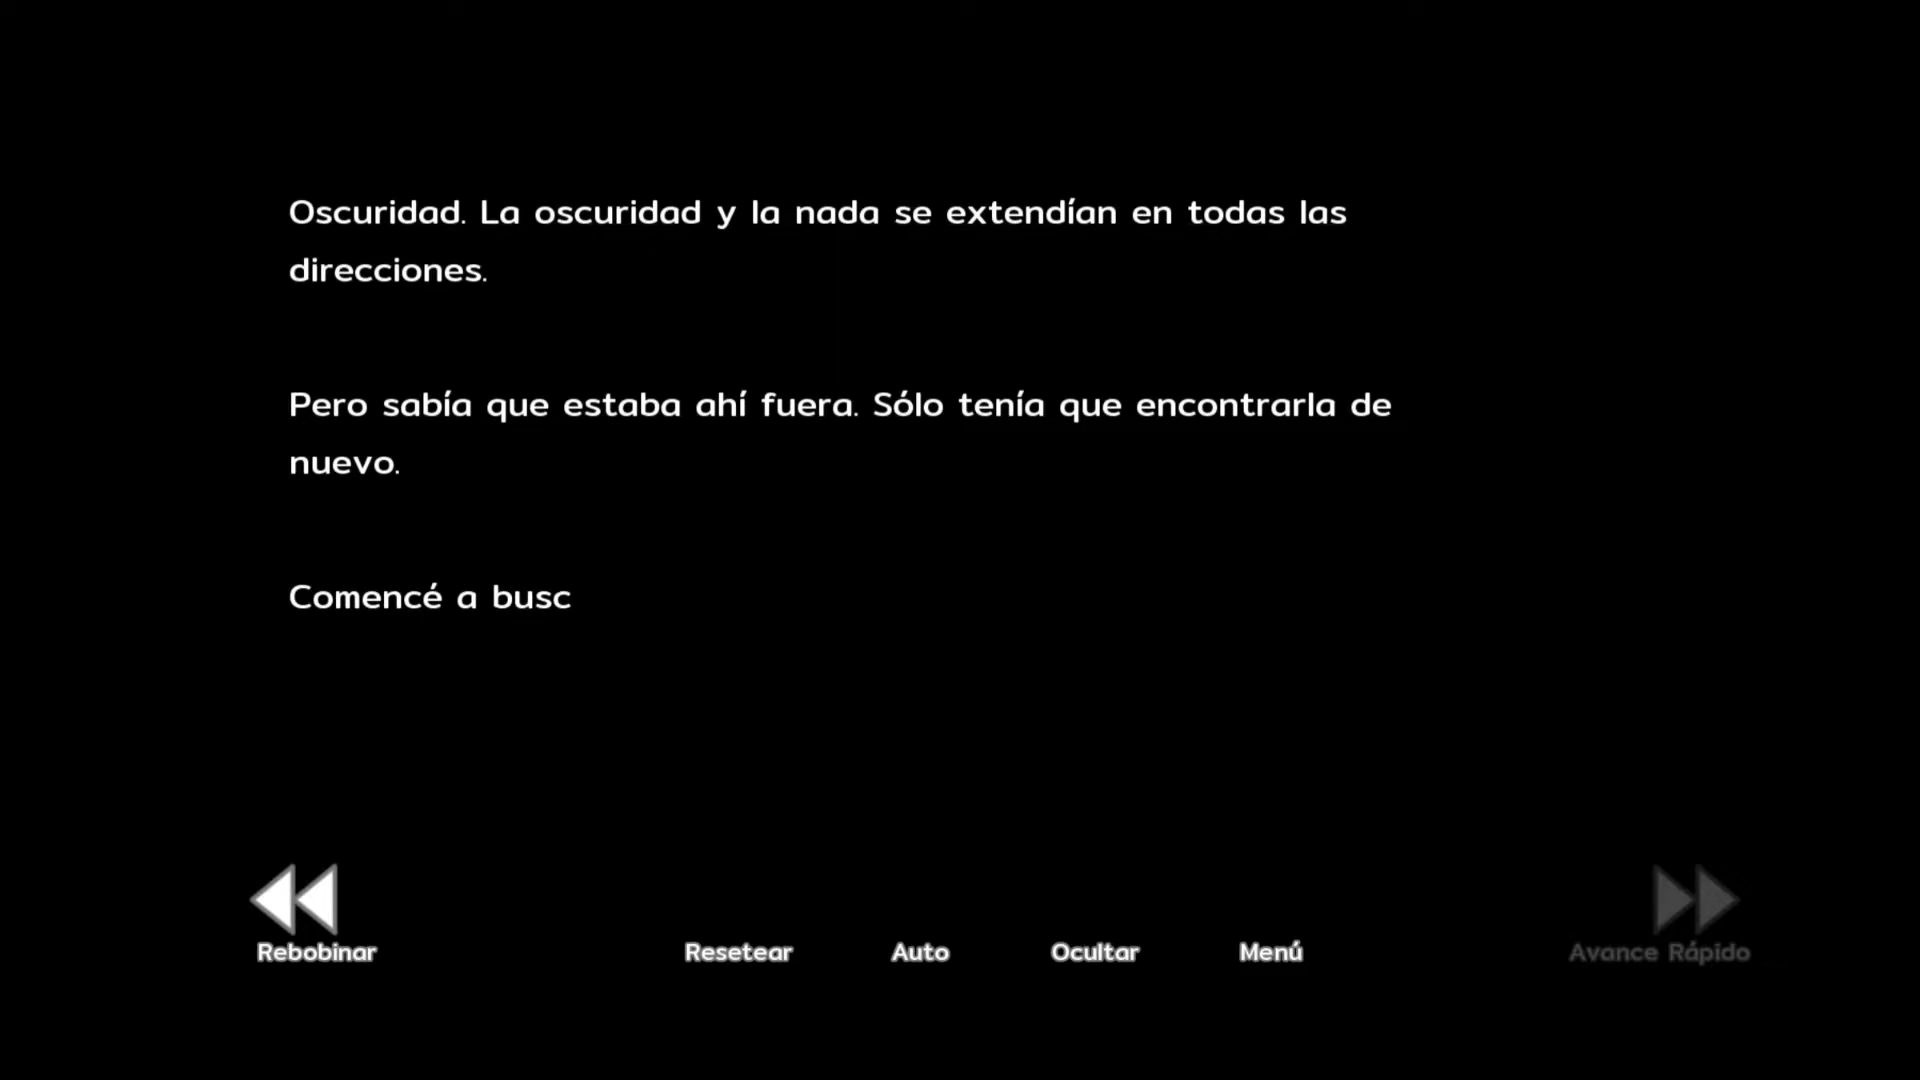 Oscuridad. La oscuridad y la nada se extendían en todas las
direcciones.
Pero sabía que estaba ahí fuera. Sólo tenía que encontrarla de
nuevo.
Comencé a busc
Rebobinar
Resetear
Auto
Ocultar
Menú
Avance Rápido